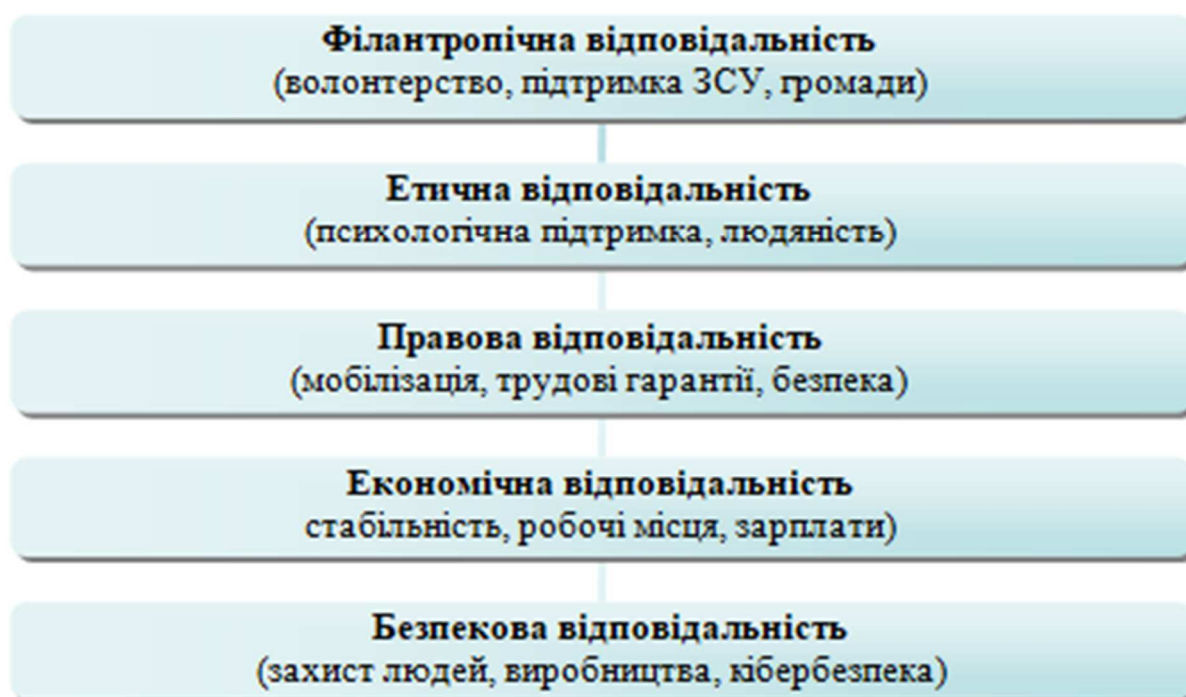 Філантропічна відповідальність
(волонтерство, підтримка ЗСУ, громади)
Етична відповідальність
(психологічна підтримка, людяність)
Правова відповідальність
(мобілізація, трудові гарантії, безпека)
Економічна відповідальність
стабільність, робочі місця, зарплати)
Безпекова відповідальність
(захист людей, виробництва, кібербезпека)